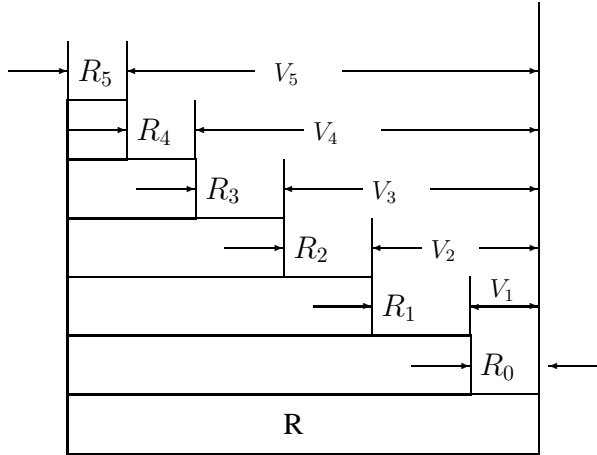 R₅ V₅
R₄ V₄
R₃ V₃
R₂ V₂
R₁ V₁
R₀
R